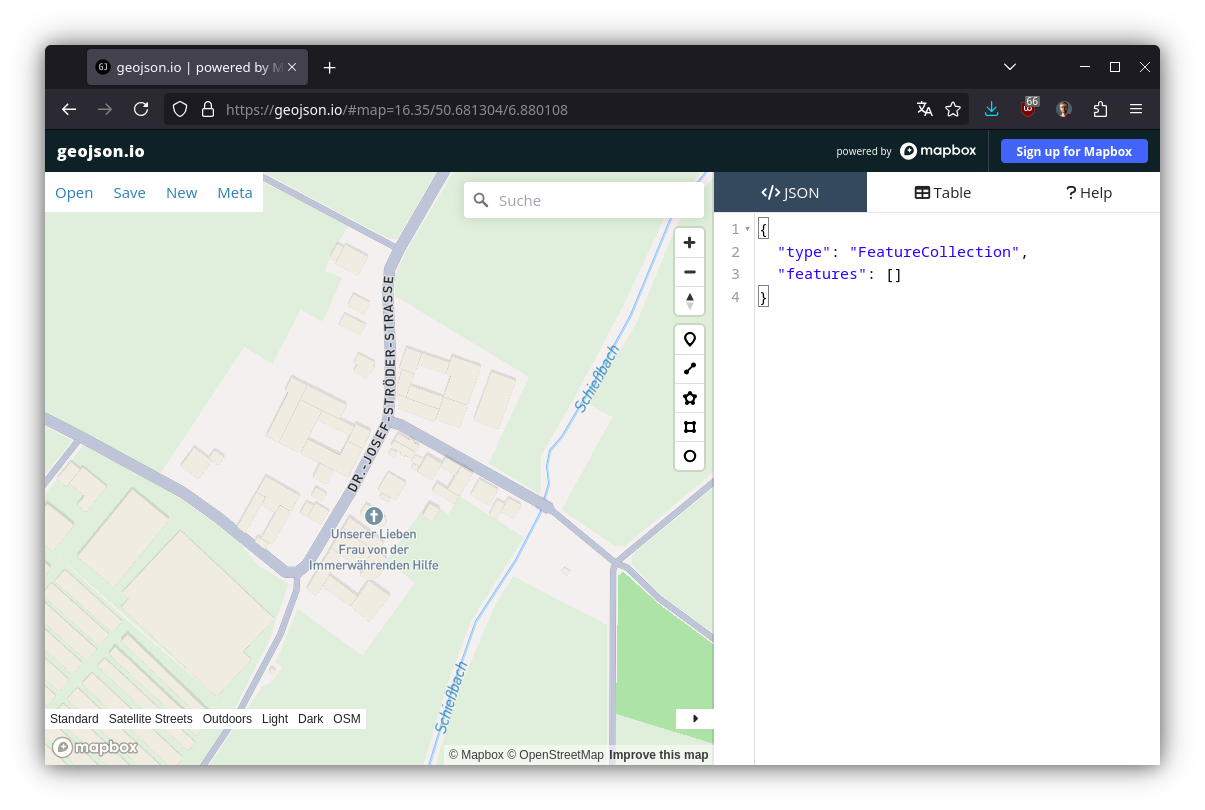 GJ geojson.io | powered by M
https://geojson.io/#map=16.35/50.681304/6.880108
66
geojson.io
powered by mapbox
Sign up for Mapbox
Open Save New Meta
Suche
JSON Table ? Help
1 {
2 "type": "FeatureCollection",
3 "features": []
4 }
DR.-JOSEF-STRÖDER-STRASSE
Schießbach
Unserer Lieben
Frau von der
Immerwährenden Hilfe
Schießbach
Standard Satellite Streets Outdoors Light Dark OSM
mapbox
© Mapbox © OpenStreetMap Improve this map